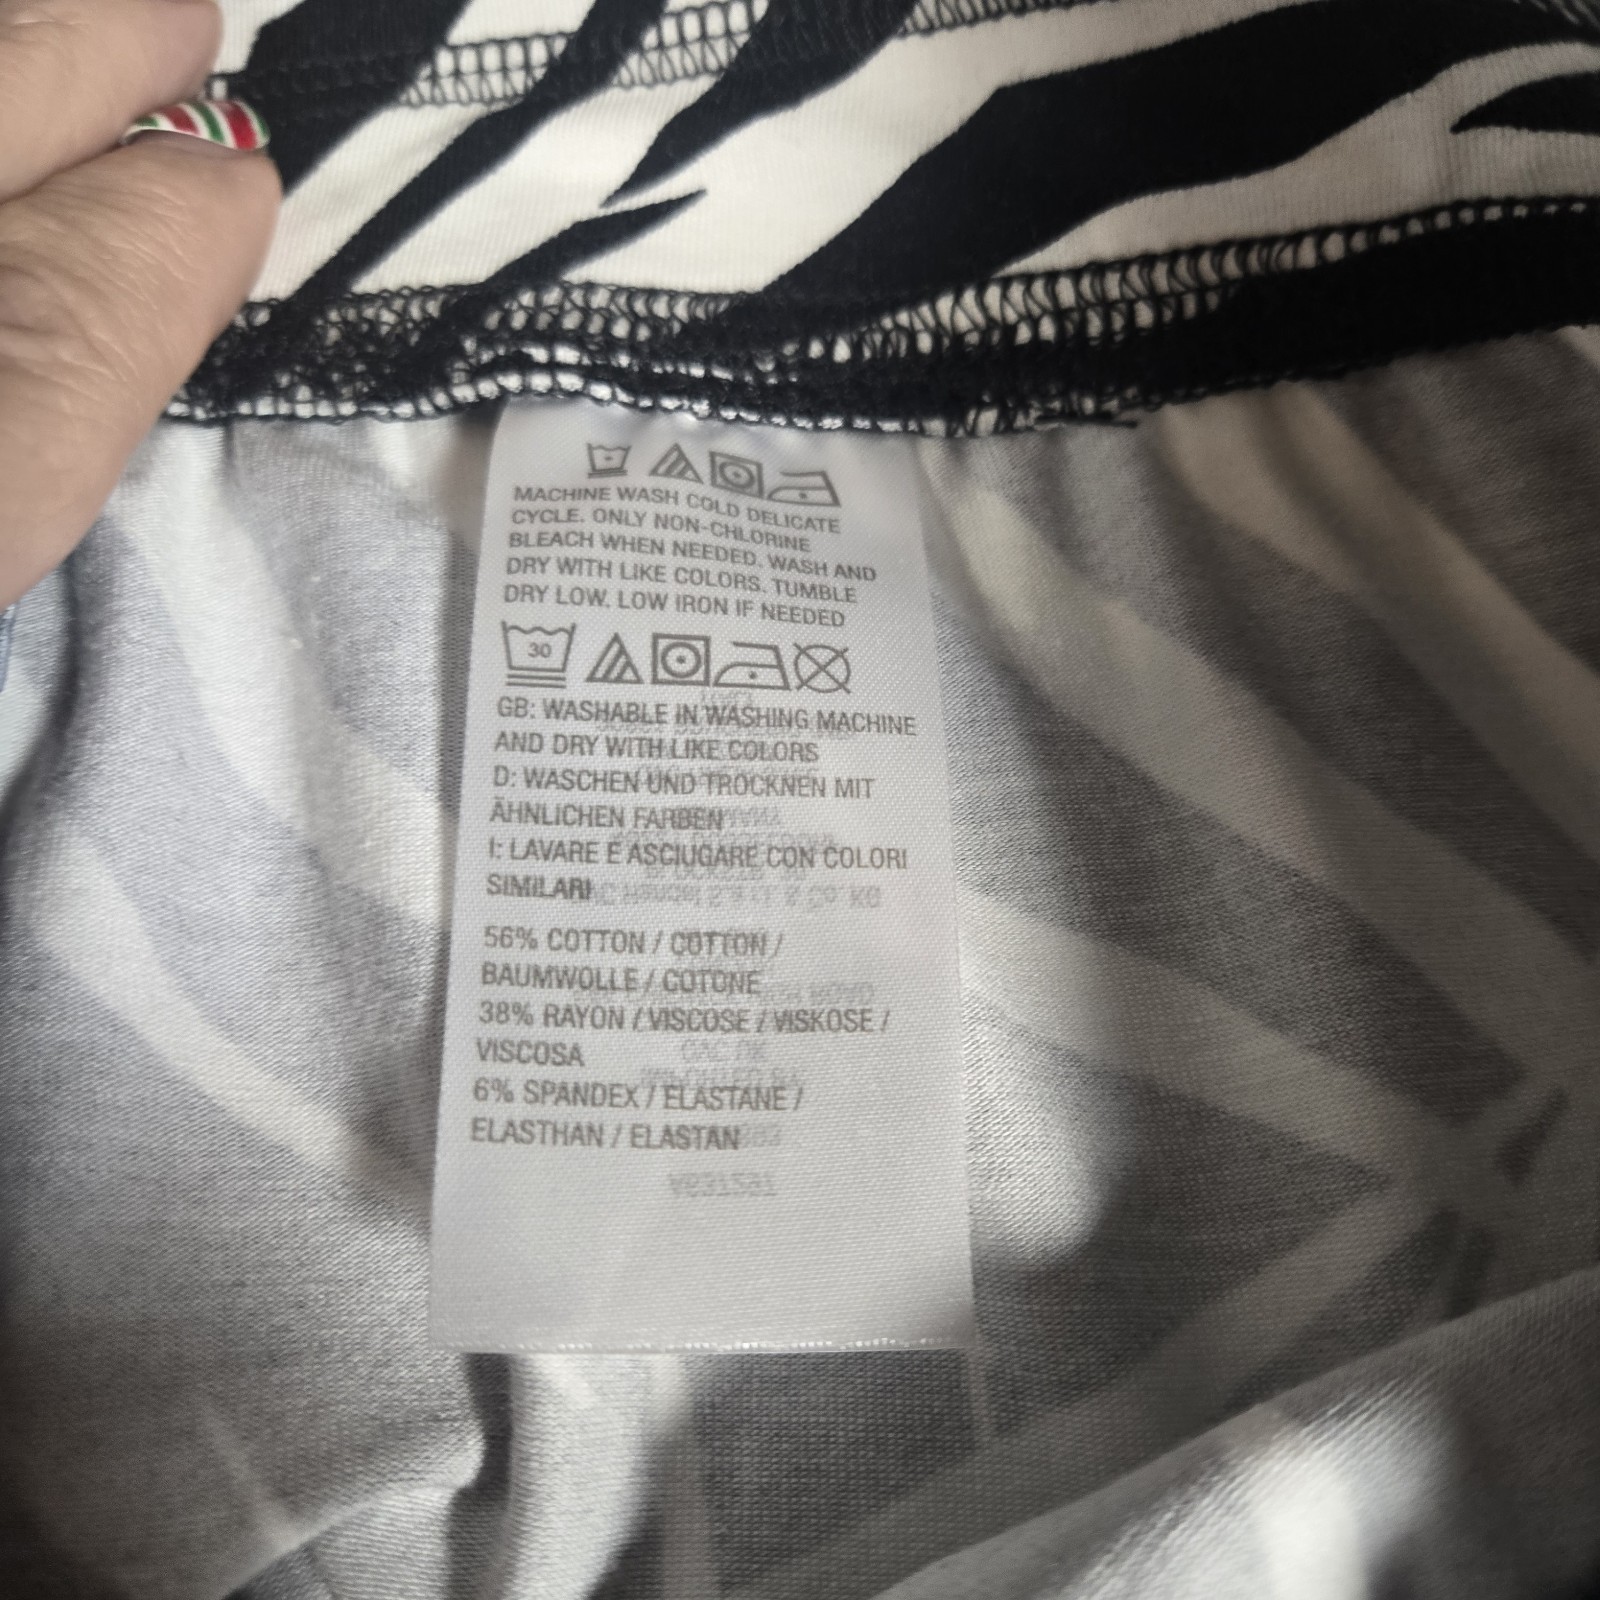 MACHINE WASH COLD DELICATE
CYCLE. ONLY NON-CHLORINE
BLEACH WHEN NEEDED. WASH AND
DRY WITH LIKE COLORS. TUMBLE
DRY LOW. LOW IRON IF NEEDED
30
GB: WASHABLE IN WASHING MACHINE
AND DRY WITH LIKE COLORS
D: WASCHEN UND TROCKNEN MIT
ÄHNLICHEN FARBEN
I: LAVARE E ASCIUGARE CON COLORI
SIMILARI
56% COTTON / COTTON /
BAUMWOLLE / COTONE
38% RAYON / VISCOSE / VISKOSE /
VISCOSA
6% SPANDEX / ELASTANE /
ELASTHAN / ELASTAN